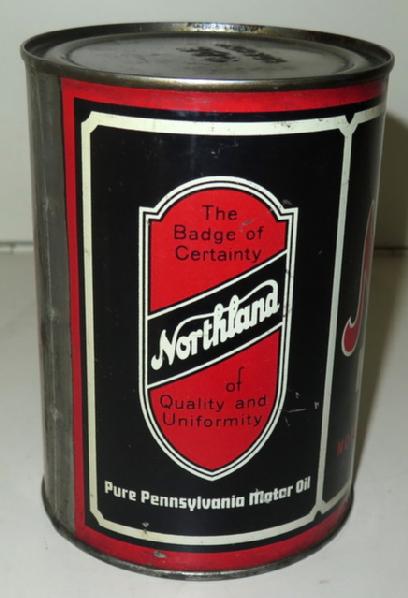 The
Badge of
Certainty
Northland
of
Quality and
Uniformity
Pure Pennsylvania Motor Oil